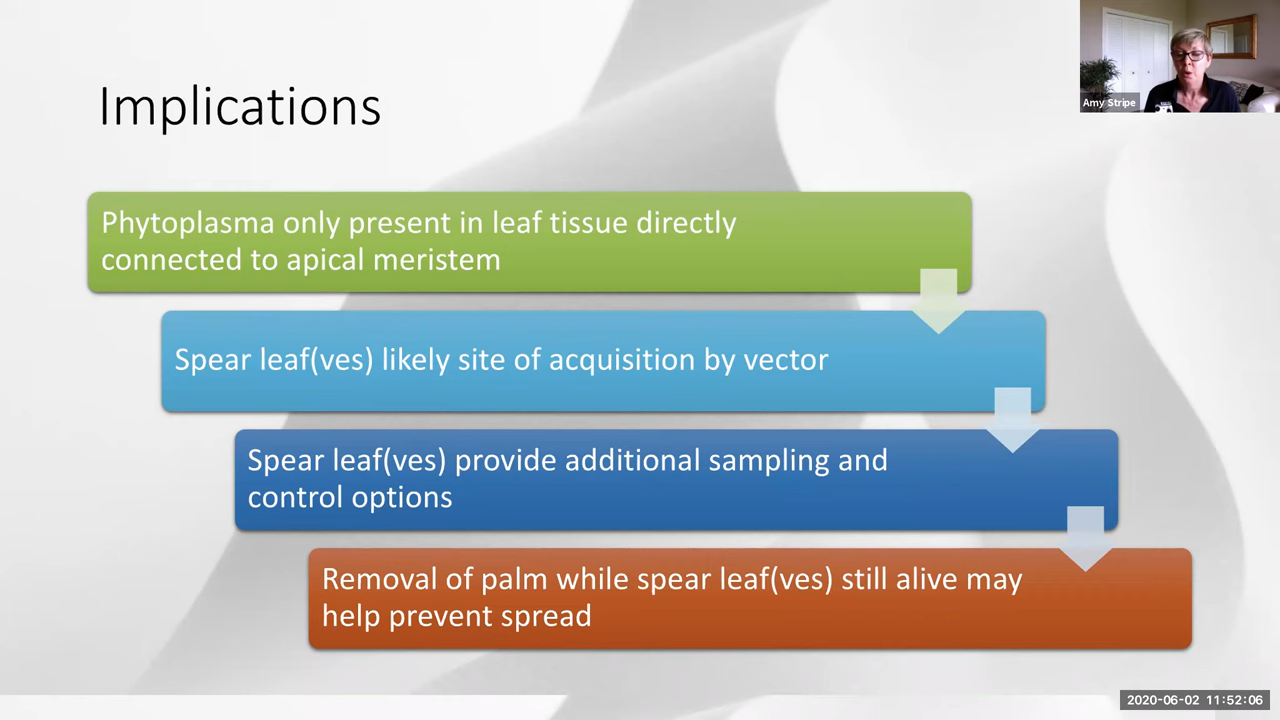 Implications
Amy Stripe
Phytoplasma only present in leaf tissue directly
connected to apical meristem
Spear leaf(ves) likely site of acquisition by vector
Spear leaf(ves) provide additional sampling and
control options
Removal of palm while spear leaf(ves) still alive may
help prevent spread
2020-06-02 11:52:06